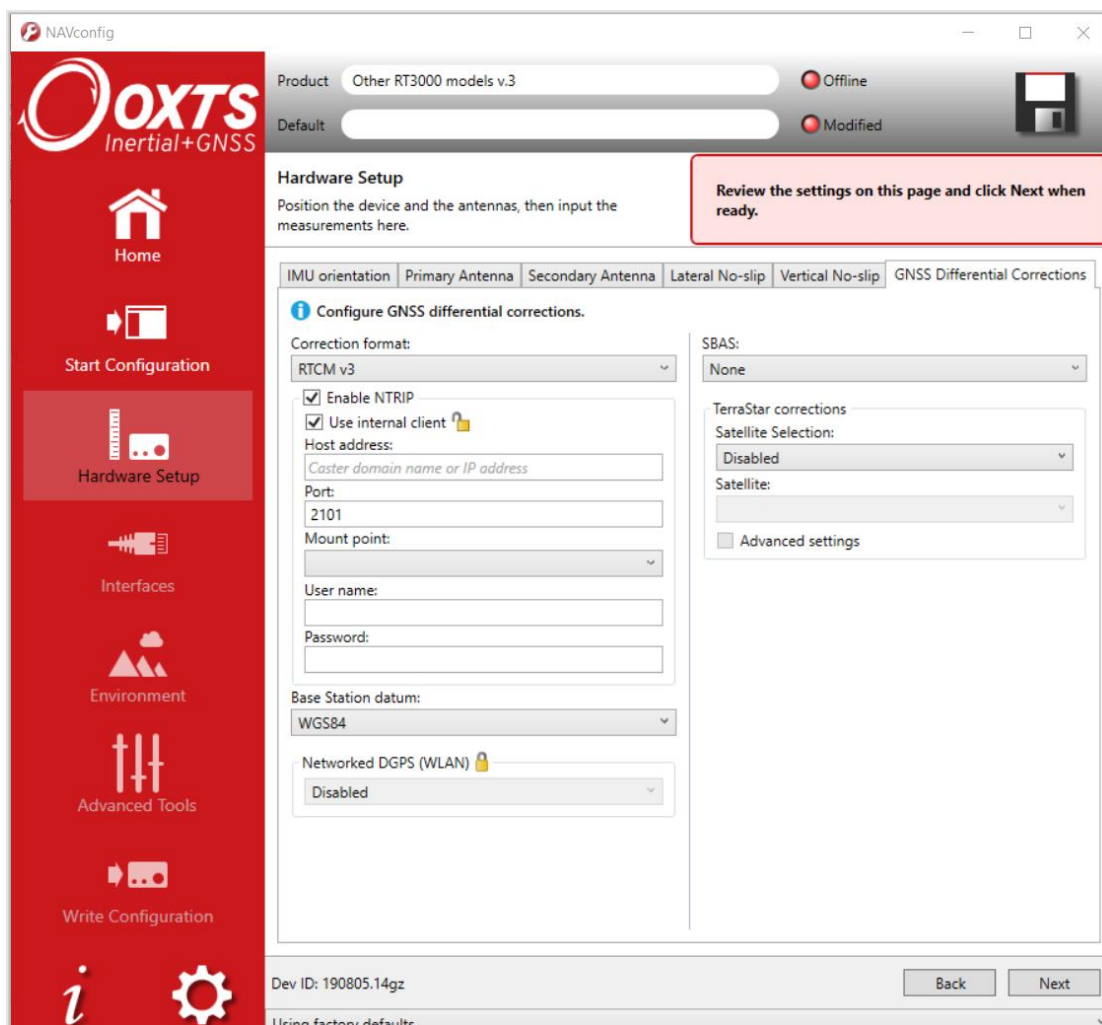 NAVconfig
OXTS
Inertial+GNSS
Home
Start Configuration
Hardware Setup
Interfaces
Environment
Advanced Tools
Write Configuration
Product Other RT3000 models v.3 Offline
Default Modified
Hardware Setup
Position the device and the antennas, then input the
measurements here.
Review the settings on this page and click Next when
ready.
IMU orientation Primary Antenna Secondary Antenna Lateral No-slip Vertical No-slip GNSS Differential Corrections
Configure GNSS differential corrections.
Correction format:
RTCM v3
Enable NTRIP
Use internal client
Host address:
Caster domain name or IP address
Port:
2101
Mount point:
User name:
Password:
Base Station datum:
WGS84
Networked DGPS (WLAN)
Disabled
SBAS:
None
TerraStar corrections
Satellite Selection:
Disabled
Satellite:
Advanced settings
Dev ID: 190805.14gz
Back Next
Using factory defaults